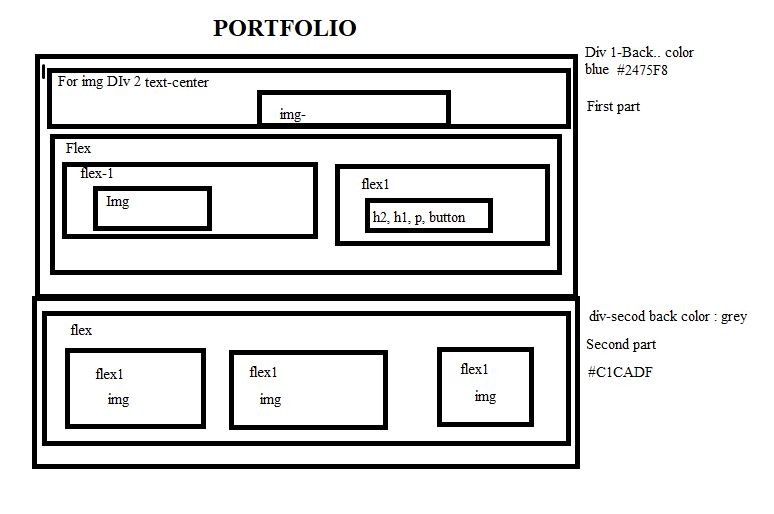 PORTFOLIO
Div 1-Back.. color
blue #2475F8
For img DIv 2 text-center
First part
img-
Flex
flex-1
Img
flex1
h2, h1, p, button
div-secod back color : grey
flex
Second part
flex1
img
flex1
img
flex1
img
#C1CADF